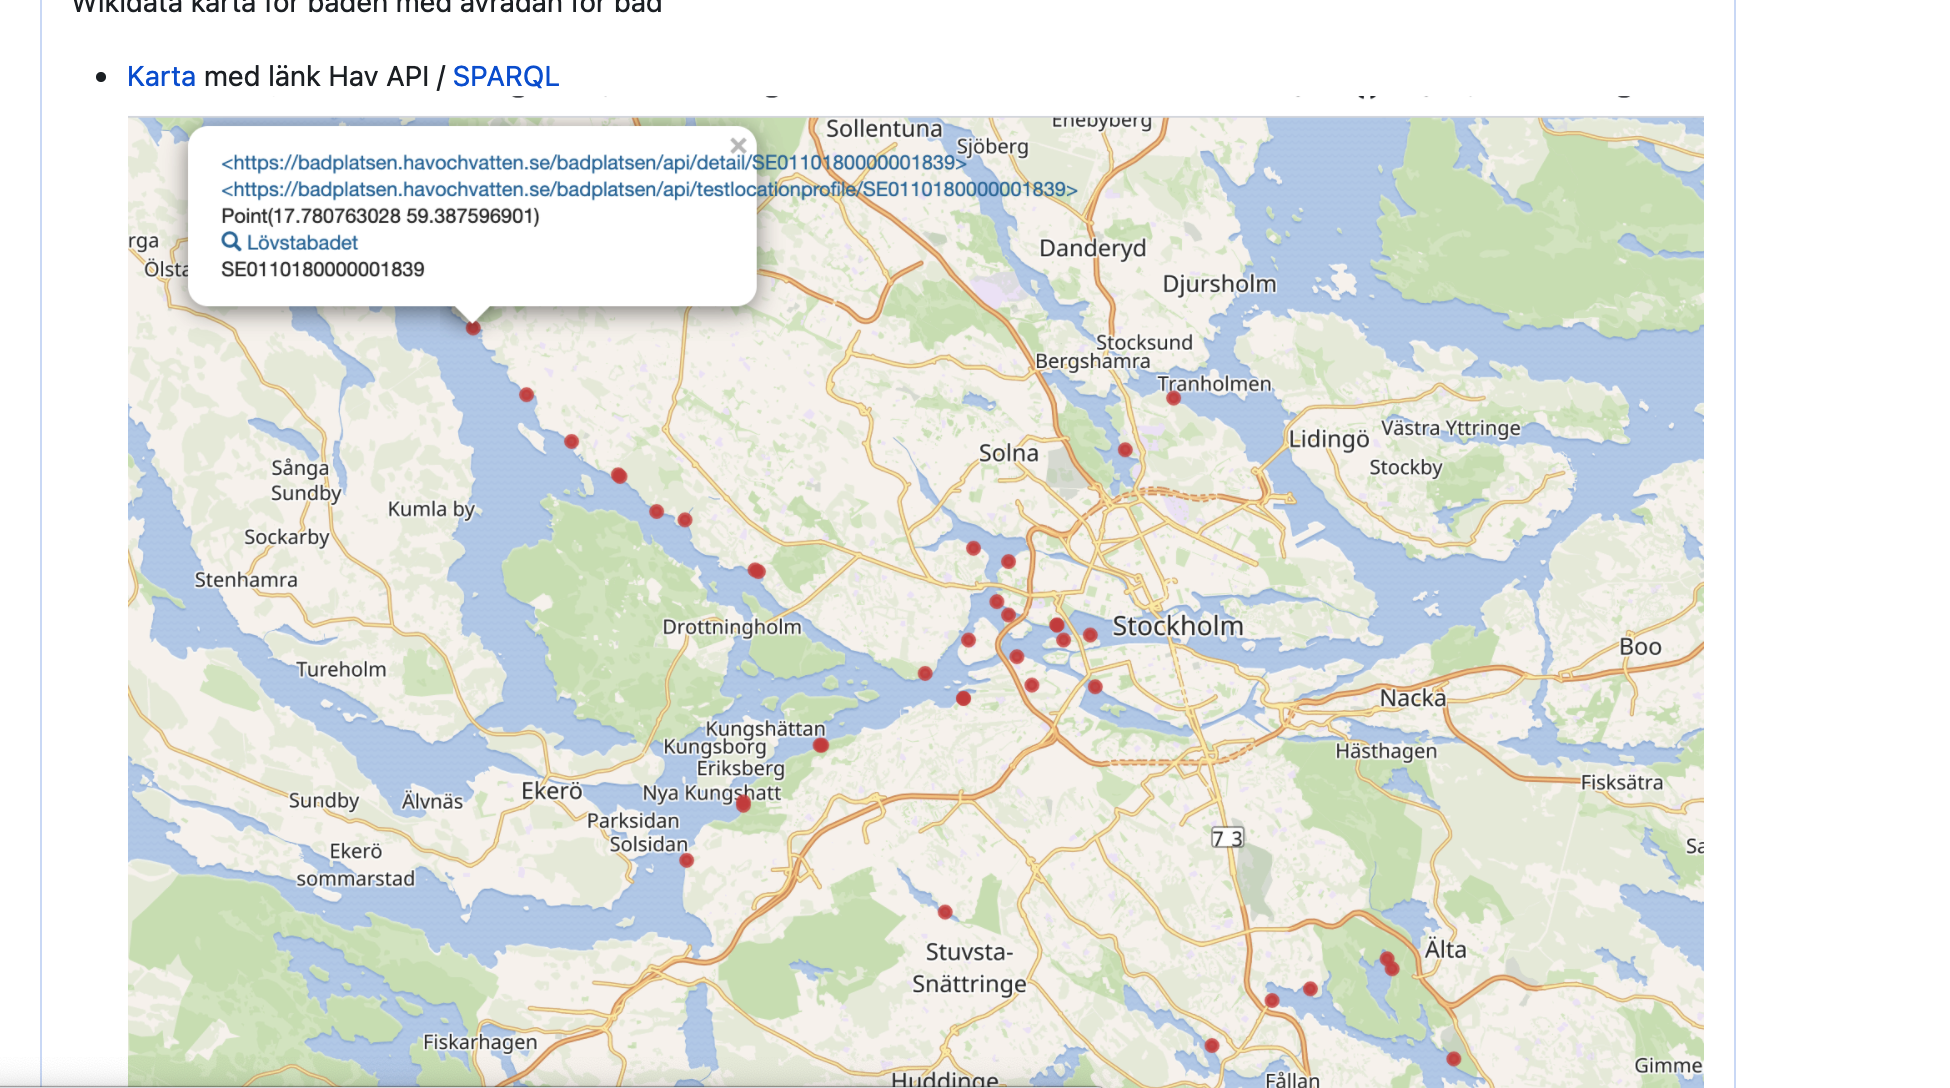 Wikidata karta för baden med avrådan för bad
• Karta med länk Hav API / SPARQL
<https://badplatsen.havochvatten.se/badplatsen/api/detail/SE0110180000001839>
<https://badplatsen.havochvatten.se/badplatsen/api/testlocationprofile/SE0110180000001839>
Point(17.780763028 59.387596901)
Lövstabadet
SE0110180000001839
×
Sollentuna
Enebyberg
Sjöberg
rga
Ölsta
Danderyd
Djursholm
Stocksund
Bergshamra
Tranholmen
Solna
Lidingö
Västra Yttringe
Stockby
Sånga
Sundby
Kumla by
Sockarby
Stenhamra
Drottningholm
Stockholm
Boo
Tureholm
Nacka
Kungshättan
Kungsborg
Eriksberg
Hästhagen
Nya Kungshatt
Fisksätra
Ekerö
Sundby
Älvnäs
Parksidan
Solsidan
7 3
Sa
Ekerö
sommarstad
Stuvsta-
Snättringe
Älta
Fiskarhagen
Gimme
Huddinge
Fållan